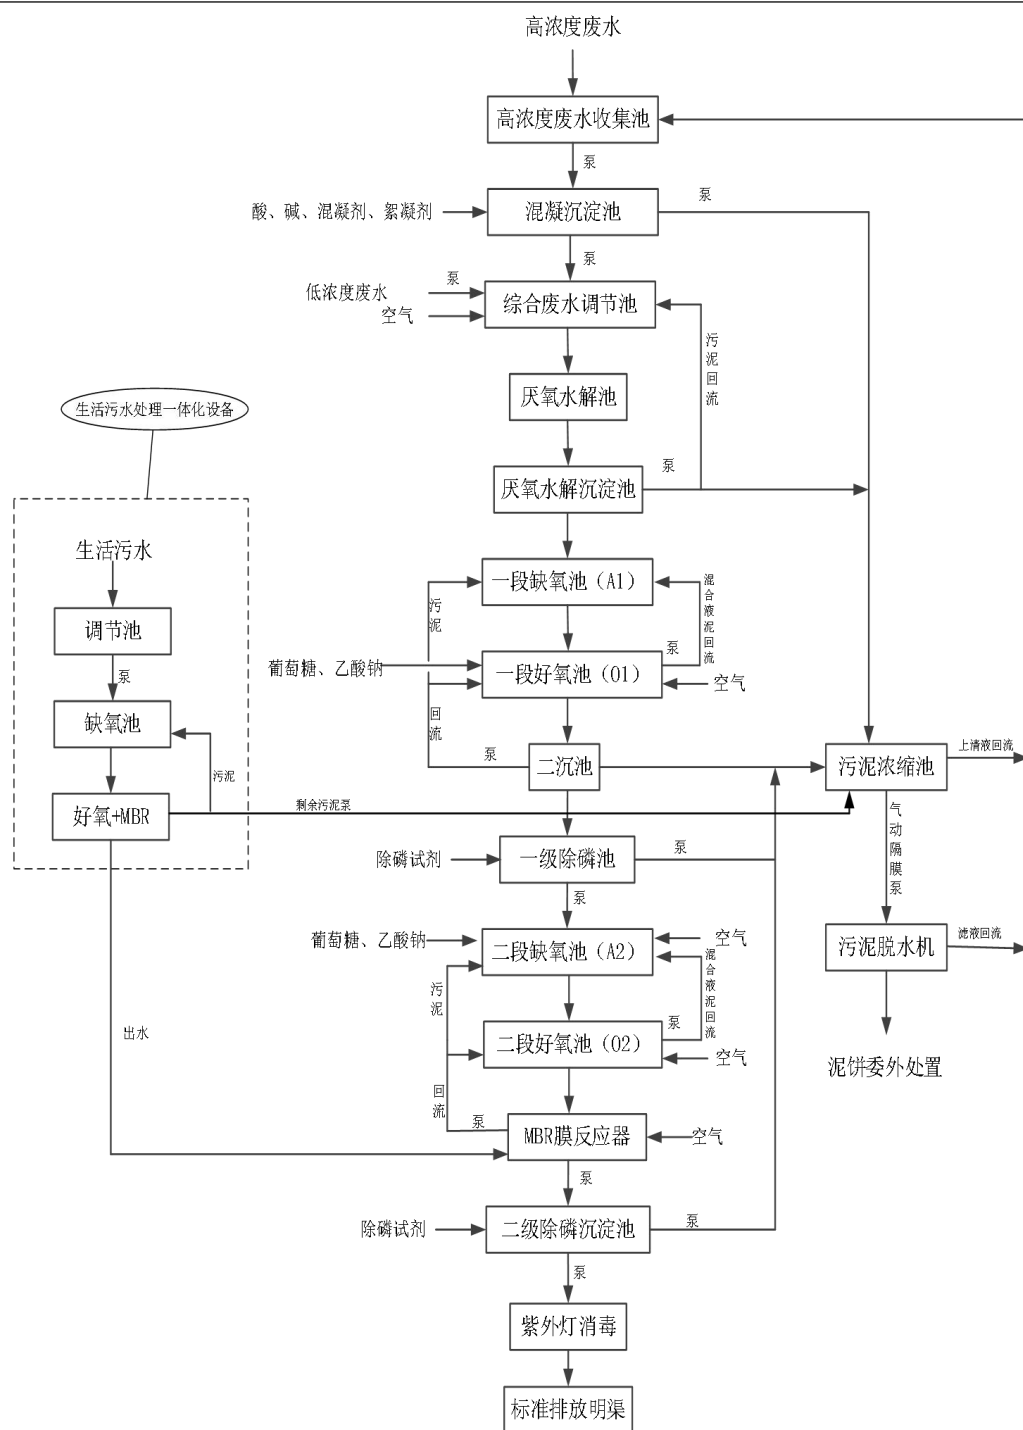 高浓度废水
高浓度废水收集池
泵
酸、碱、混凝剂、絮凝剂
混凝沉淀池
泵
泵
低浓度废水
泵
空气
综合废水调节池
污泥回流
厌氧水解池
生活污水处理一体化设备
厌氧水解沉淀池
泵
生活污水
一段缺氧池（A1）
混合液泥回流
污泥
调节池
葡萄糖、乙酸钠
一段好氧池（O1）
泵
空气
泵
缺氧池
回流
泵
二沉池
污泥浓缩池
上清液回流
污泥
好氧+MBR
剩余污泥泵
气动隔膜泵
除磷试剂
一级除磷池
泵
泵
葡萄糖、乙酸钠
二段缺氧池（A2）
空气
混合液泥回流
污泥脱水机
滤液回流
污泥
出水
二段好氧池（O2）
泵
空气
泥饼委外处置
回流
泵
MBR膜反应器
空气
泵
除磷试剂
二级除磷沉淀池
泵
泵
紫外灯消毒
标准排放明渠